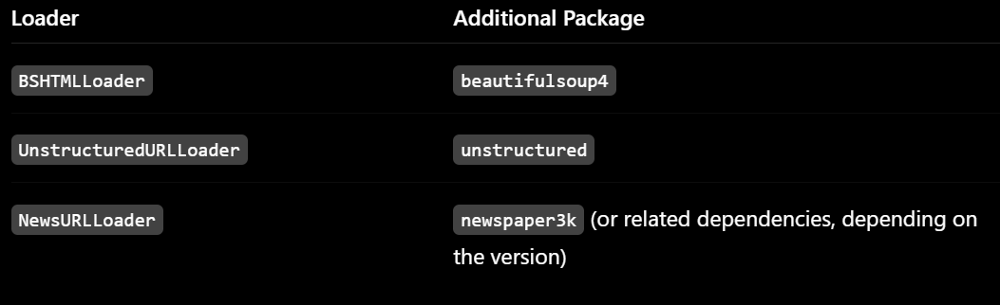 Loader Additional Package
BSHTMLLoader beautifulsoup4
UnstructuredURLLoader unstructured
NewsURLLoader newspaper3k (or related dependencies, depending on
the version)